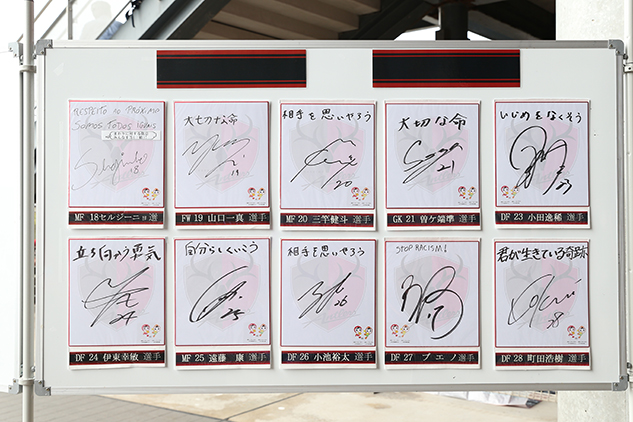 RESPEITO AO PRÓXIMO
SOMOS TODOS IGUAIS
18
MF 18 セルジーニョ 選手
大切な命
19
FW 19 山口一真 選手
相手を思いやろう
20
MF 20 三竿健斗 選手
大切な命
21
GK 21 曽ケ端準 選手
いじめをなくそう
23
DF 23 小田逸稀 選手
立ち向かう勇気
24
DF 24 伊東幸敏 選手
自分らしくいこう
25
MF 25 遠藤 康 選手
相手を思いやろう
26
DF 26 小池裕太 選手
STOP RACISM!
DF 27 ブエノ 選手
君が生きている奇跡
28
DF 28 町田浩樹 選手